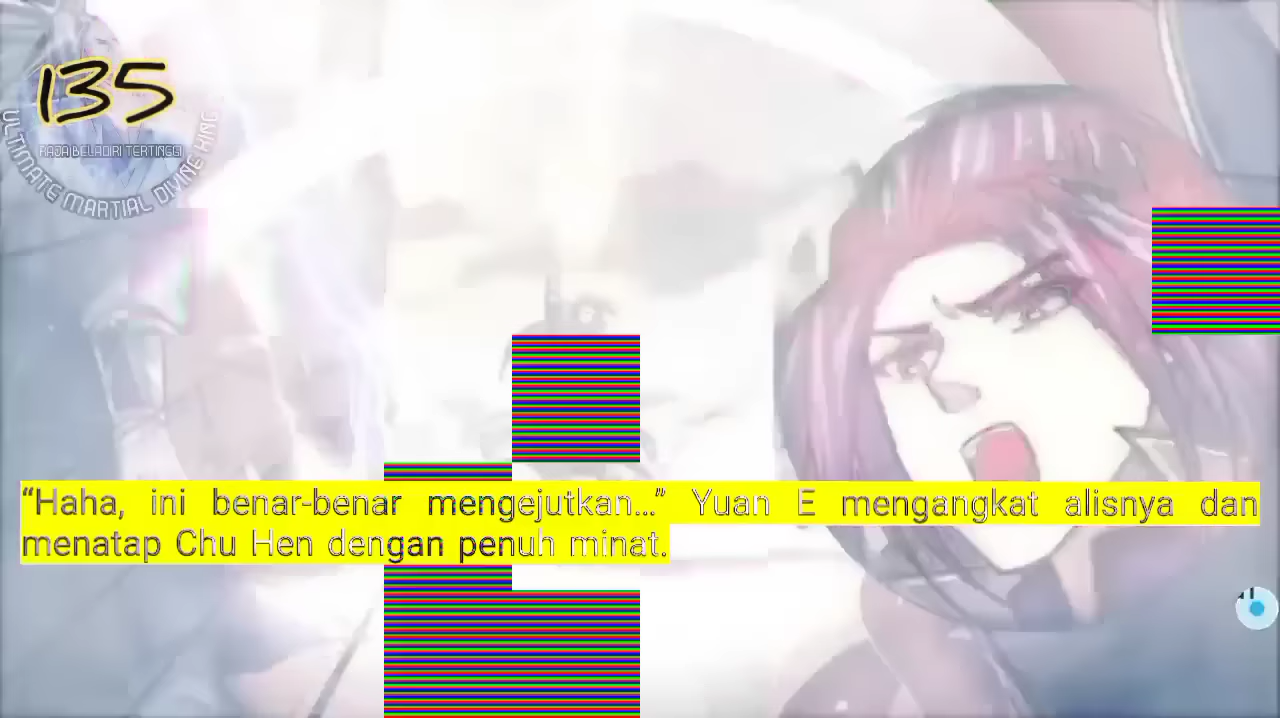 135
RAJA BELADIRI TERTINGGI
ULTIMATE MARTIAL DIVINE KING
“Haha, ini benar-benar mengejutkan...” Yuan E mengangkat alisnya dan
menatap Chu Hen dengan penuh minat.